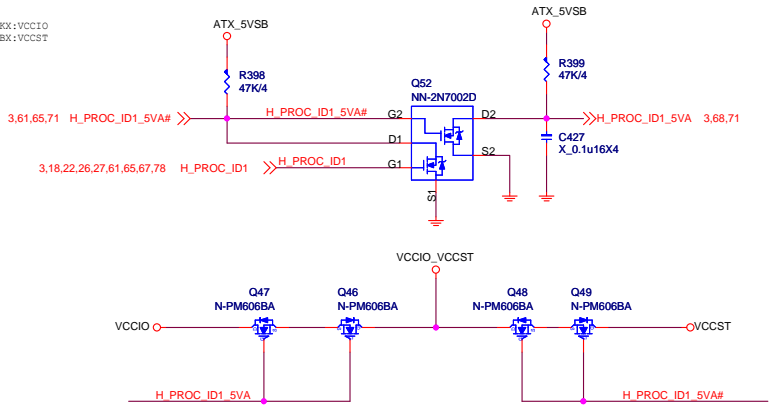 KX:VCCIO
BX:VCCST
ATX_5VSB
ATX_5VSB
R398
47K/4
R399
47K/4
Q52
NN-2N7002D
3,61,65,71 H_PROC_ID1_5VA#
H_PROC_ID1_5VA#
G2
D2
H_PROC_ID1_5VA 3,68,71
D1
C427
X_0.1u16X4
S2
3,18,22,26,27,61,65,67,78 H_PROC_ID1
H_PROC_ID1
G1
S1
VCCIO_VCCST
Q47
N-PM606BA
Q46
N-PM606BA
Q48
N-PM606BA
Q49
N-PM606BA
VCCIO
VCCST
H_PROC_ID1_5VA
H_PROC_ID1_5VA#